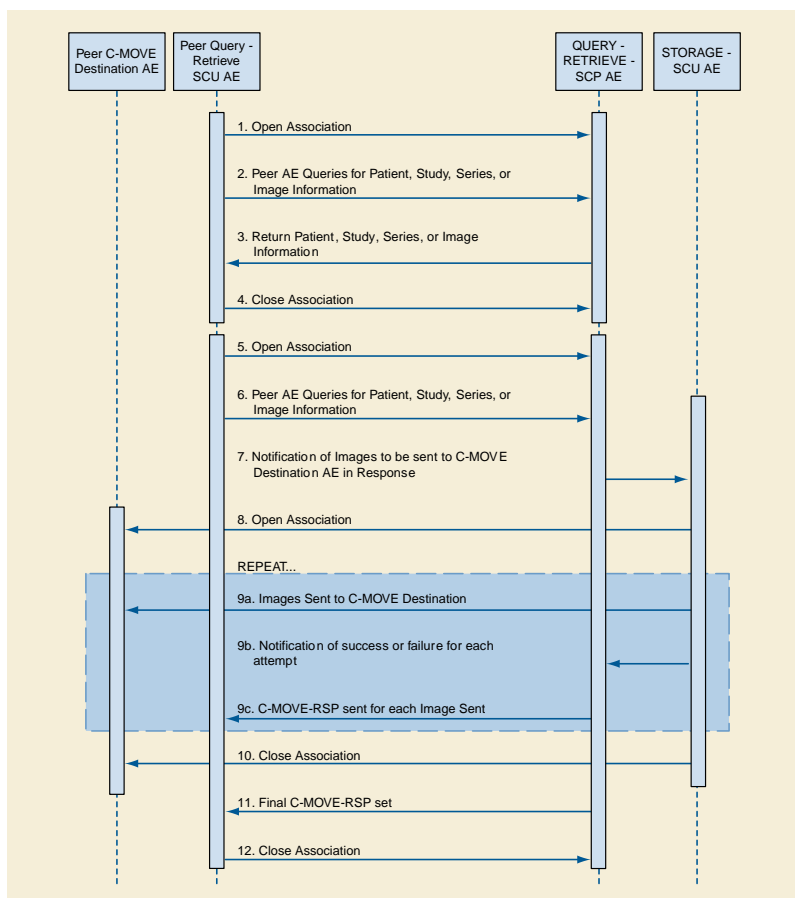 Peer C-MOVE
Destination AE
Peer Query -
Retrieve
SCU AE
QUERY -
RETRIEVE -
SCP AE
STORAGE -
SCU AE
1. Open Association
2. Peer AE Queries for Patient, Study, Series, or
Image Information
3. Return Patient, Study, Series, or Image
Information
4. Close Association
5. Open Association
6. Peer AE Queries for Patient, Study, Series, or
Image Information
7. Notification of Images to be sent to C-MOVE
Destination AE in Response
8. Open Association
REPEAT...
9a. Images Sent to C-MOVE Destination
9b. Notification of success or failure for each
attempt
9c. C-MOVE-RSP sent for each Image Sent
10. Close Association
11. Final C-MOVE-RSP set
12. Close Association